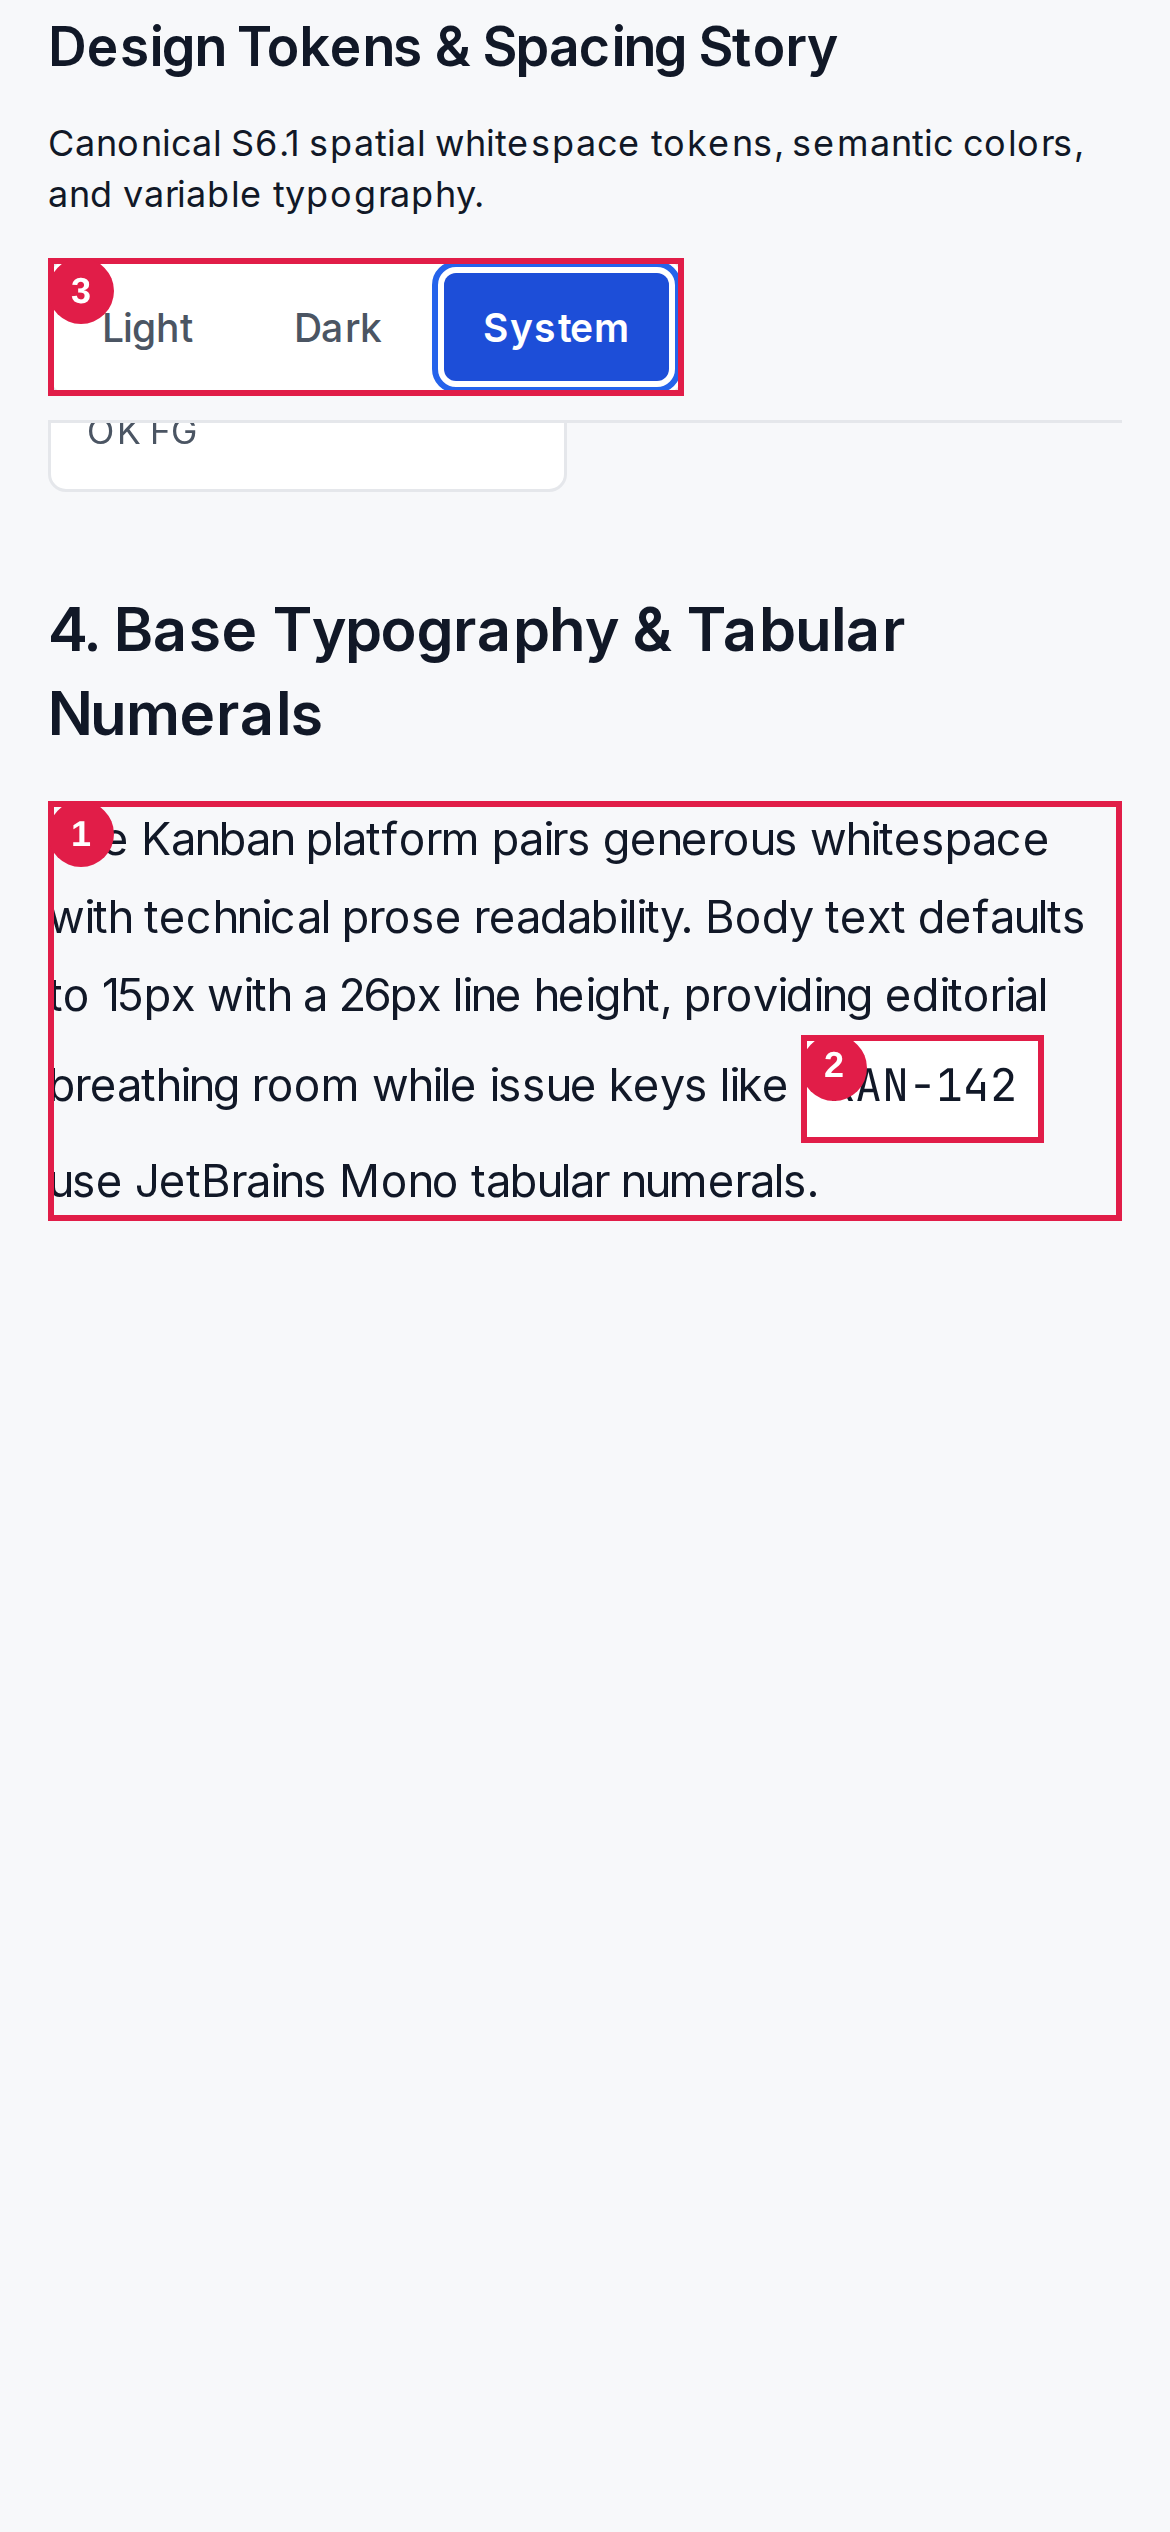 Design Tokens & Spacing Story
Canonical S6.1 spatial whitespace tokens, semantic colors,
and variable typography.
3
Light Dark System
OK FG
4. Base Typography & Tabular
Numerals
1
Kanban platform pairs generous whitespace
with technical prose readability. Body text defaults
to 15px with a 26px line height, providing editorial
2
breathing room while issue keys like AN-142
use JetBrains Mono tabular numerals.